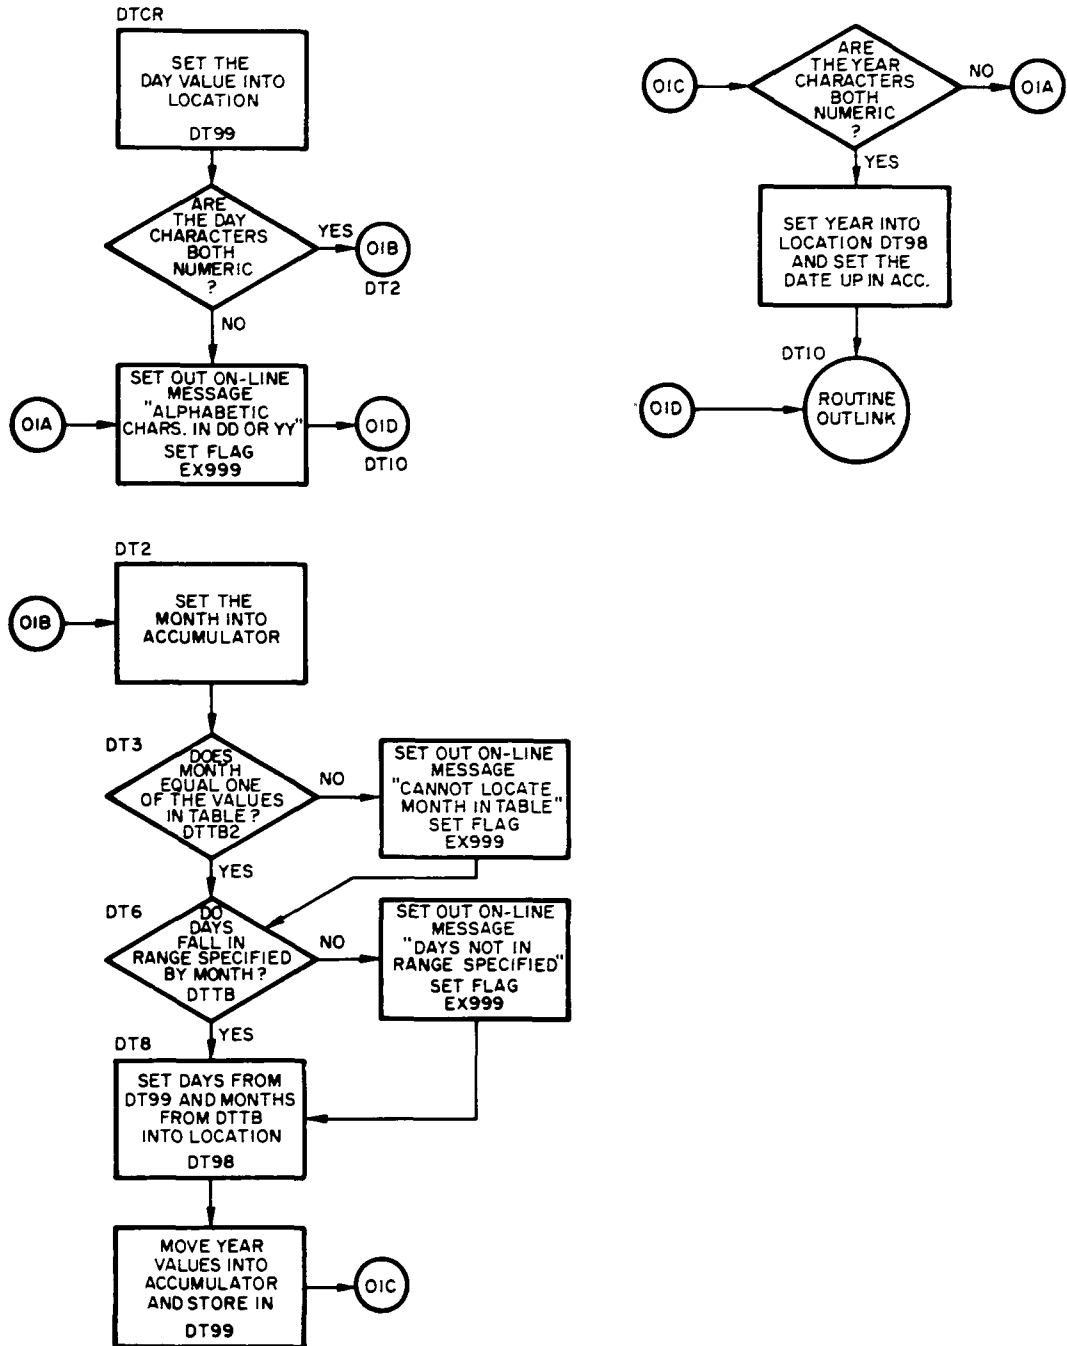 DTCR
SET THE
DAY VALUE INTO
LOCATION
DT99
ARE
THE DAY
CHARACTERS
BOTH
NUMERIC
?
YES
01B
DT2
NO
01A
SET OUT ON-LINE
MESSAGE
"ALPHABETIC
CHARS. IN DD OR YY"
SET FLAG
EX999
01D
DT10
01C
ARE
THE YEAR
CHARACTERS
BOTH
NUMERIC
?
NO
01A
YES
SET YEAR INTO
LOCATION DT98
AND SET THE
DATE UP IN ACC.
DT10
01D
ROUTINE
OUTLINK
DT2
01B
SET THE
MONTH INTO
ACCUMULATOR
DT3
DOES
MONTH
EQUAL ONE
OF THE VALUES
IN TABLE?
DTTB2
NO
SET OUT ON-LINE
MESSAGE
"CANNOT LOCATE
MONTH IN TABLE"
SET FLAG
EX999
YES
DT6
DO
DAYS
FALL IN
RANGE SPECIFIED
BY MONTH?
DTTB
NO
SET OUT ON-LINE
MESSAGE
"DAYS NOT IN
RANGE SPECIFIED"
SET FLAG
EX999
YES
DT8
SET DAYS FROM
DT99 AND MONTHS
FROM DTTB
INTO LOCATION
DT98
MOVE YEAR
VALUES INTO
ACCUMULATOR
AND STORE IN
DT99
01C